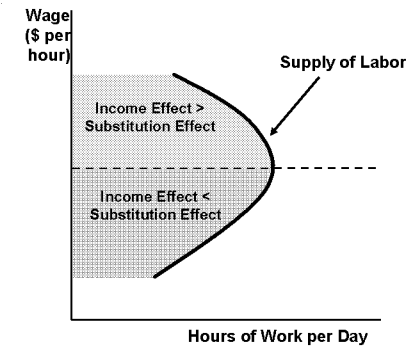 Wage
($ per
hour)
Supply of Labor
Income Effect >
Substitution Effect
Income Effect <
Substitution Effect
Hours of Work per Day